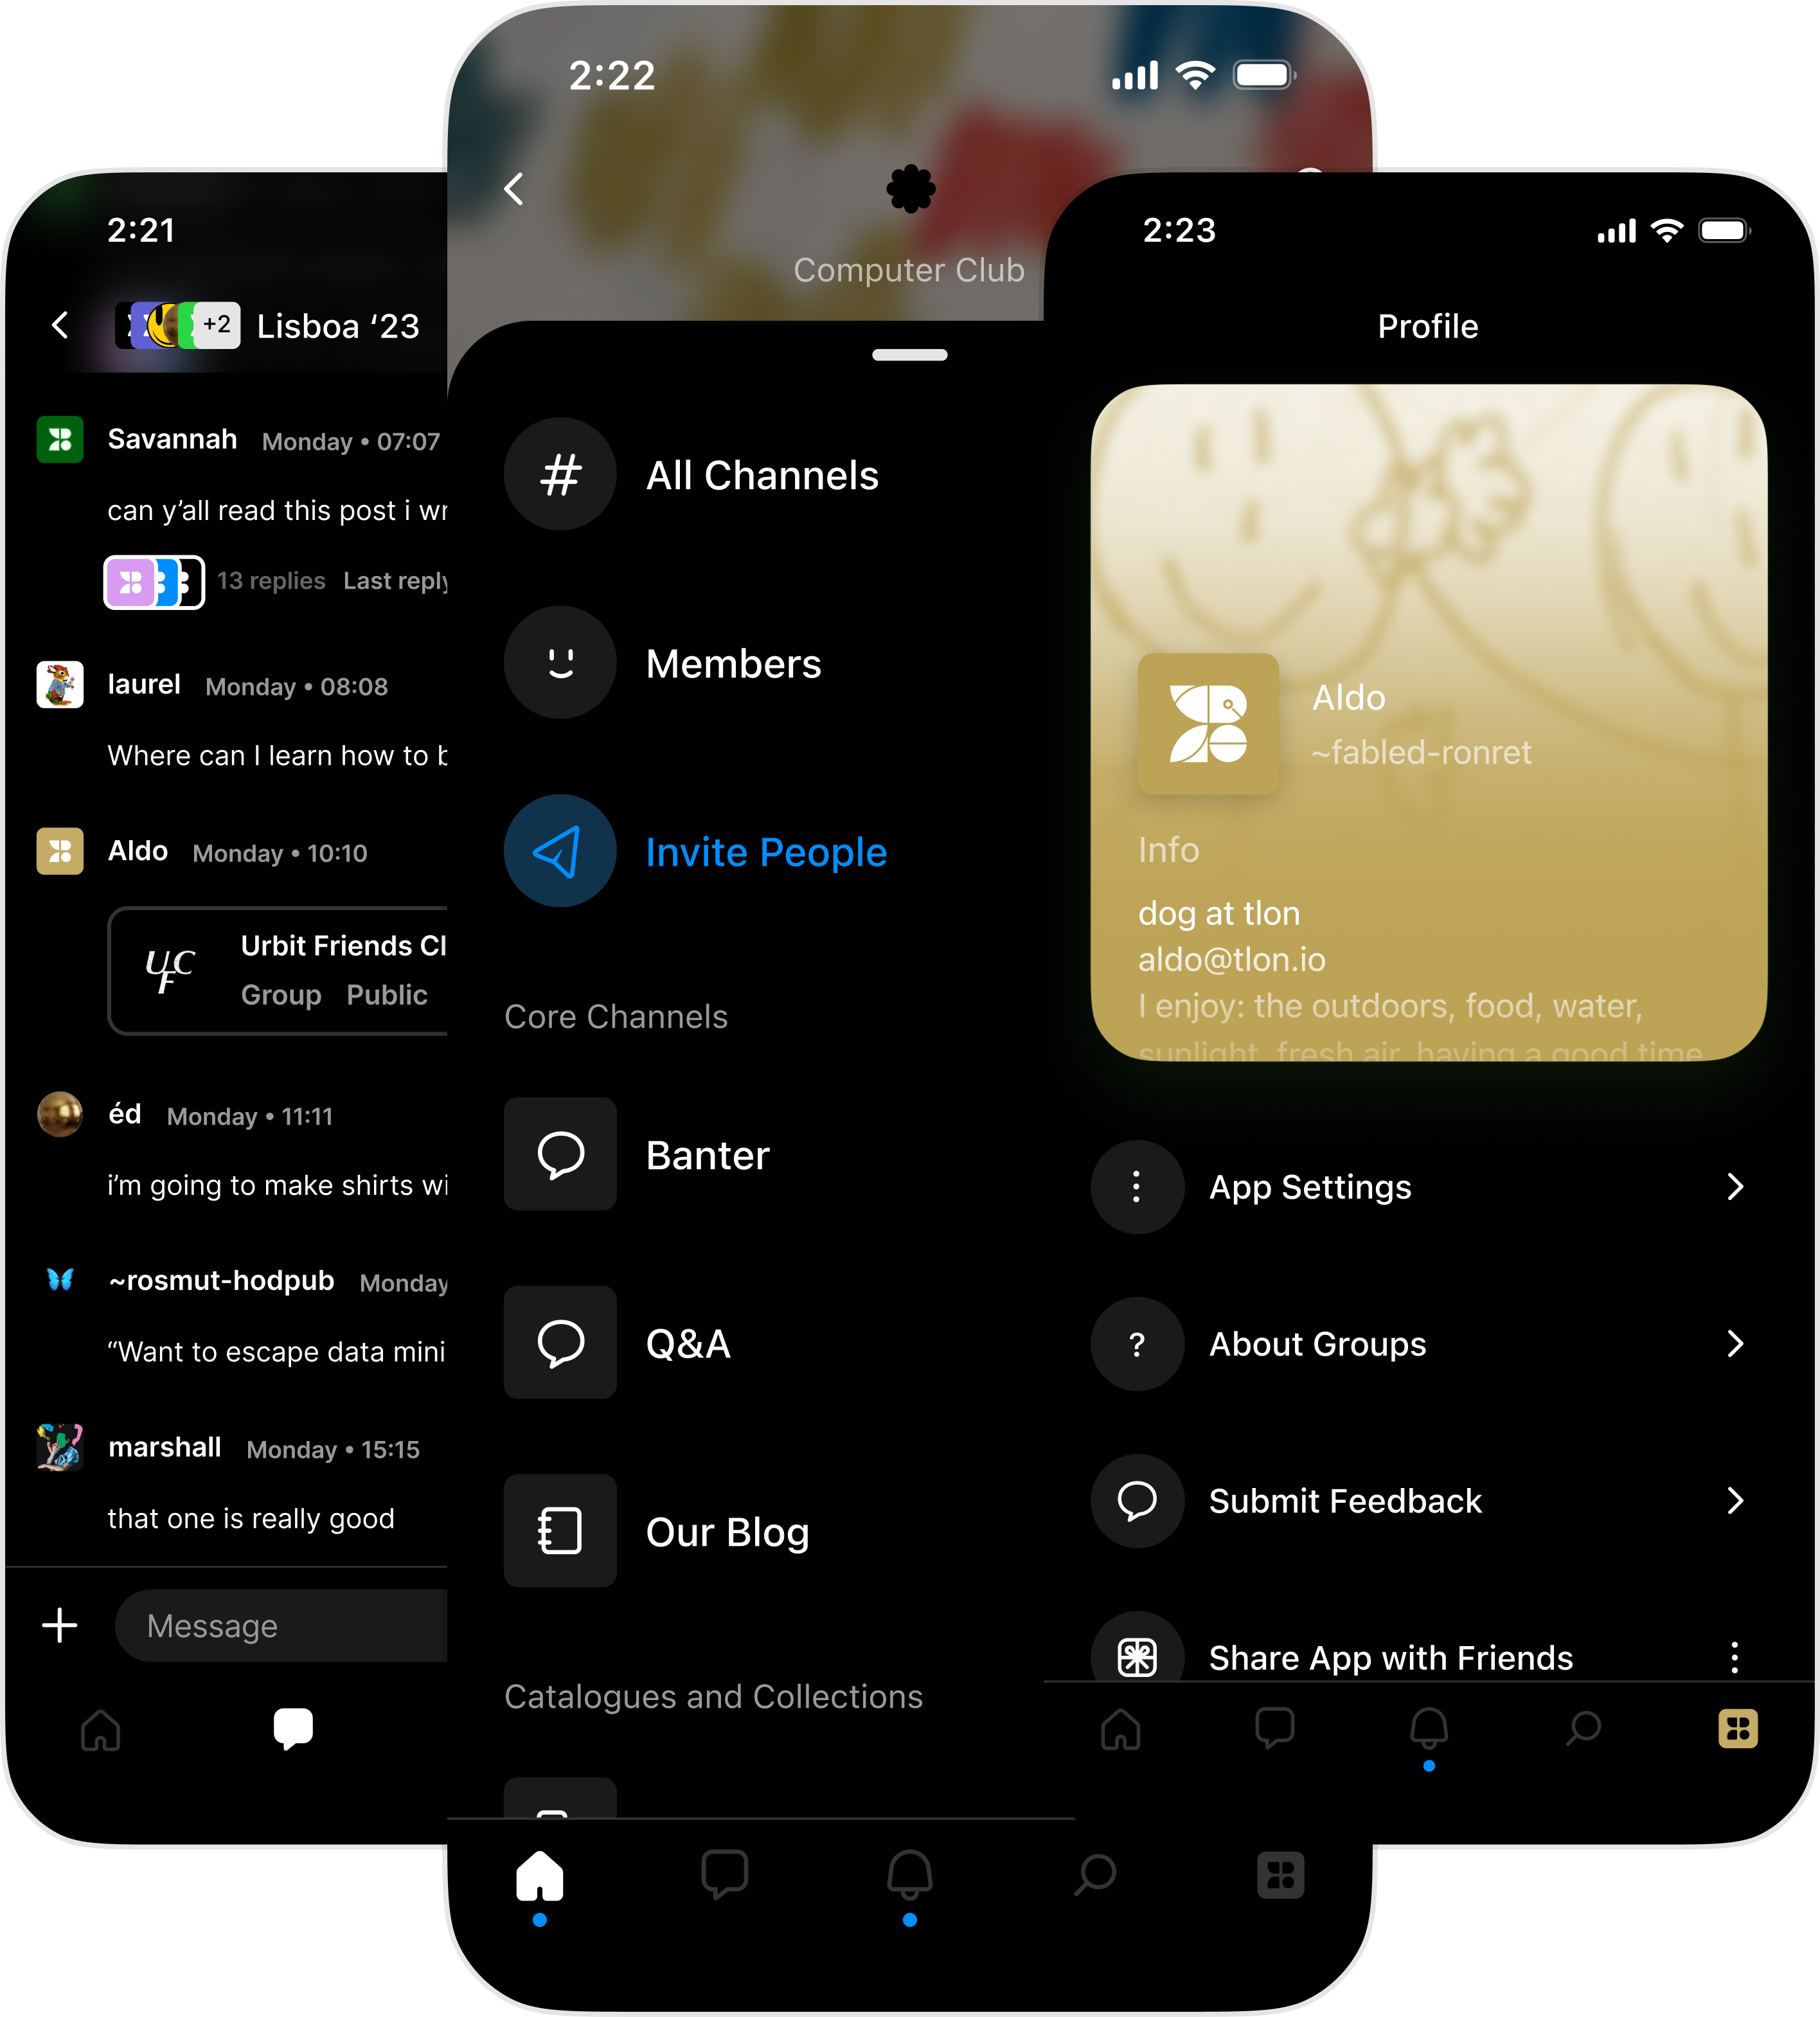 2:21
+2 Lisboa ‘23
Savannah Monday • 07:07
can y’all read this post i
13 replies Last reply
laurel Monday • 08:08
Where can I learn how to
Aldo Monday • 10:10
UFC
Urbit Friends
Group Public
éd Monday • 11:11
i’m going to make shirts
~rosmut-hodpub Monday
“Want to escape data
marshall Monday • 15:15
that one is really good
Message
2:22
Computer Club
All Channels
Members
Invite People
Core Channels
Banter
Q&A
Our Blog
Catalogues and Collections
2:23
Profile
Aldo
~fabled-ronret
Info
dog at tlon
aldo@tlon.io
I enjoy: the outdoors, food, water,
sunlight, fresh air, having a good time
App Settings
? About Groups
Submit Feedback
Share App with Friends